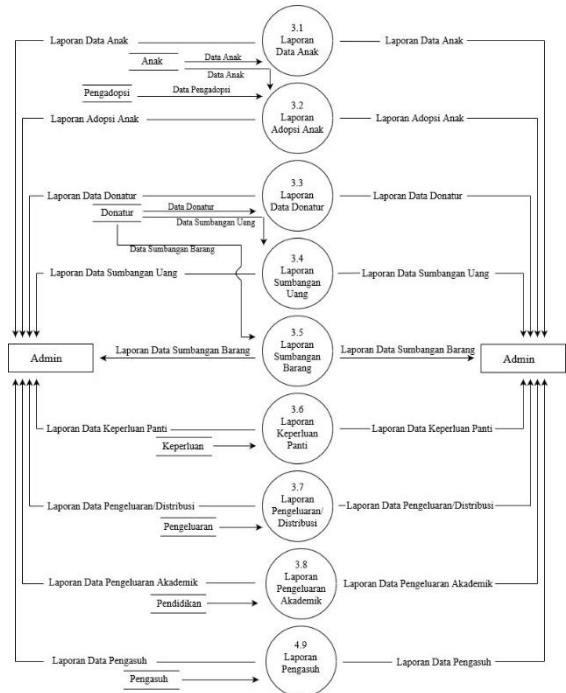 3.1
Laporan
Data Anak
Laporan Data Anak
Laporan Data Anak
Anak
Data Anak
Data Anak
Pengadopsi
Data Pengadopsi
3.2
Laporan
Adopsi Anak
Laporan Adopsi Anak
Laporan Adopsi Anak
3.3
Laporan
Data Donatur
Laporan Data Donatur
Laporan Data Donatur
Donatur
Data Donatur
Data Sumbangan Uang
Data Sumbangan Barang
3.4
Laporan
Sumbangan
Uang
Laporan Data Sumbangan Uang
Laporan Data Sumbangan Uang
3.5
Laporan
Sumbangan
Barang
Admin
Laporan Data Sumbangan Barang
Laporan Data Sumbangan Barang
Admin
3.6
Laporan
Keperluan
Panti
Laporan Data Keperluan Panti
Laporan Data Keperluan Panti
Keperluan
3.7
Laporan
Pengeluaran/
Distribusi
Laporan Data Pengeluaran/Distribusi
Laporan Data Pengeluaran/Distribusi
Pengeluaran
3.8
Laporan
Pengeluaran
Akademik
Laporan Data Pengeluaran Akademik
Laporan Data Pengeluaran Akademik
Pendidikan
4.9
Laporan
Pengasuh
Laporan Data Pengasuh
Laporan Data Pengasuh
Pengasuh